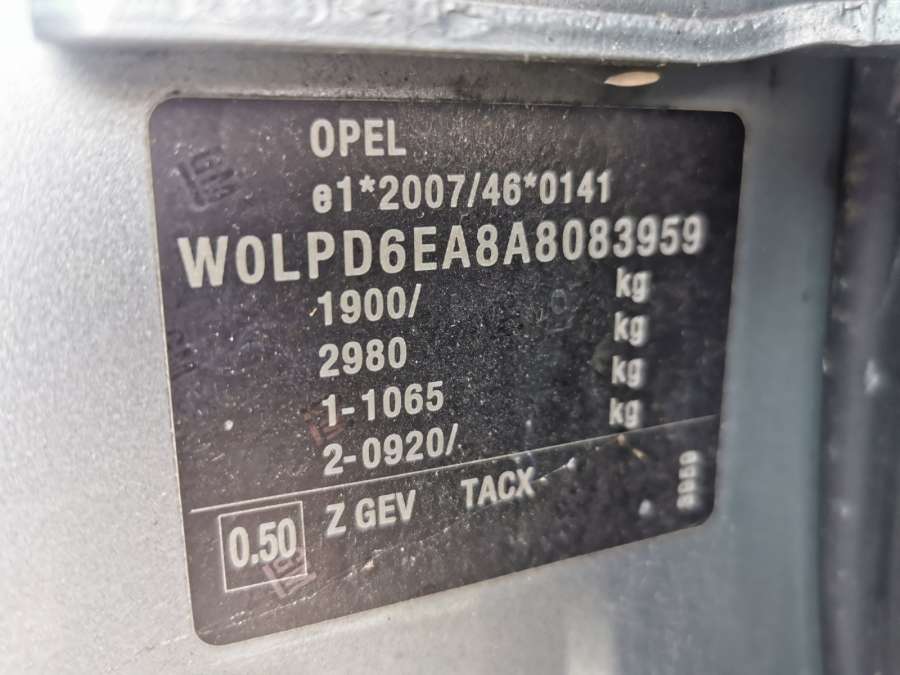 OPEL
e1*2007/46*0141
W0LPD6EA8A8083959
1900/ kg
2980 kg
1-1065 kg
2-0920/ kg
0.50 Z GEV TACX